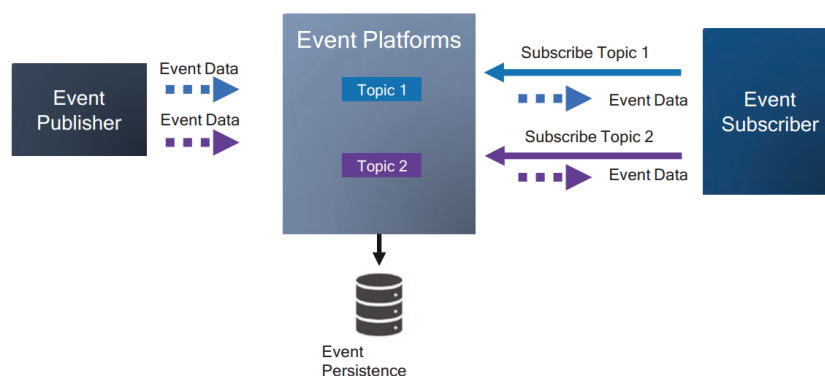 Event Platforms
Event
Publisher
Event Data
Event Data
Topic 1
Topic 2
Subscribe Topic 1
Event Data
Subscribe Topic 2
Event Data
Event
Subscriber
Event
Persistence